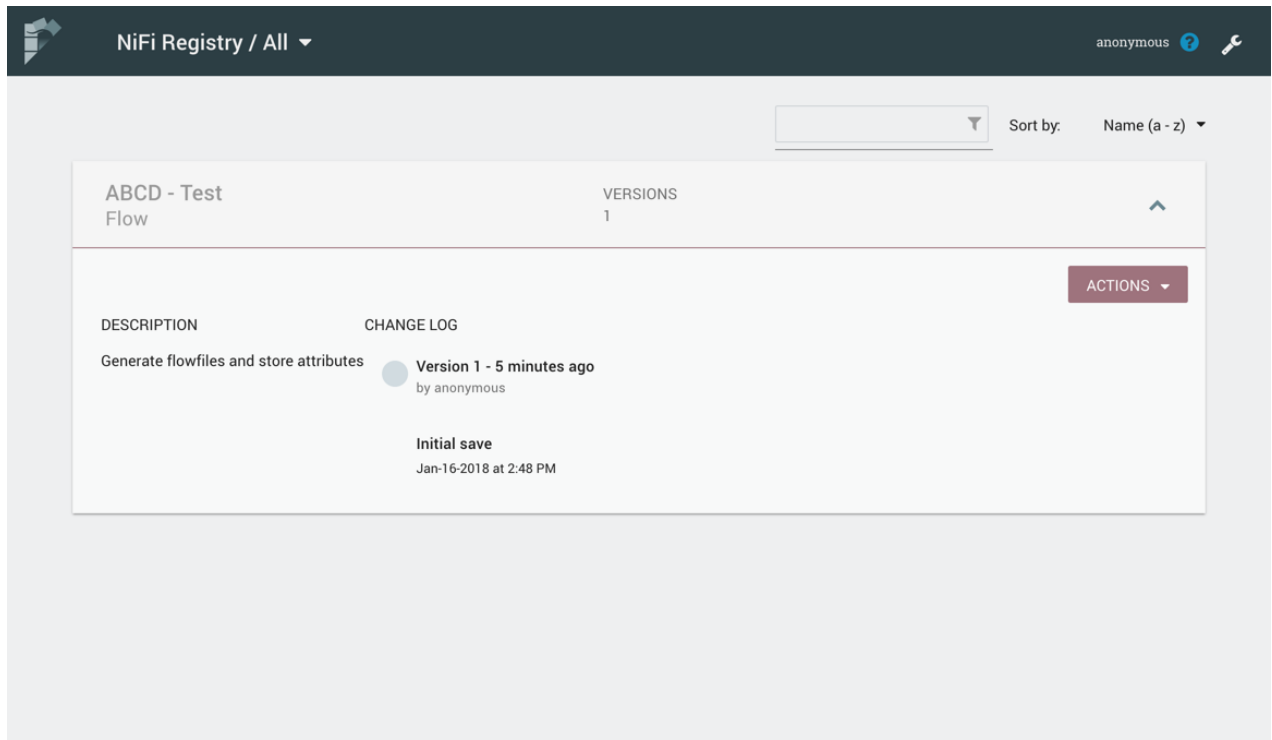 NiFi Registry / All
anonymous
Sort by:
Name (a - z)
ABCD - Test
Flow
VERSIONS
1
ACTIONS
DESCRIPTION
CHANGE LOG
Generate flowfiles and store attributes
Version 1 - 5 minutes ago
by anonymous
Initial save
Jan-16-2018 at 2:48 PM